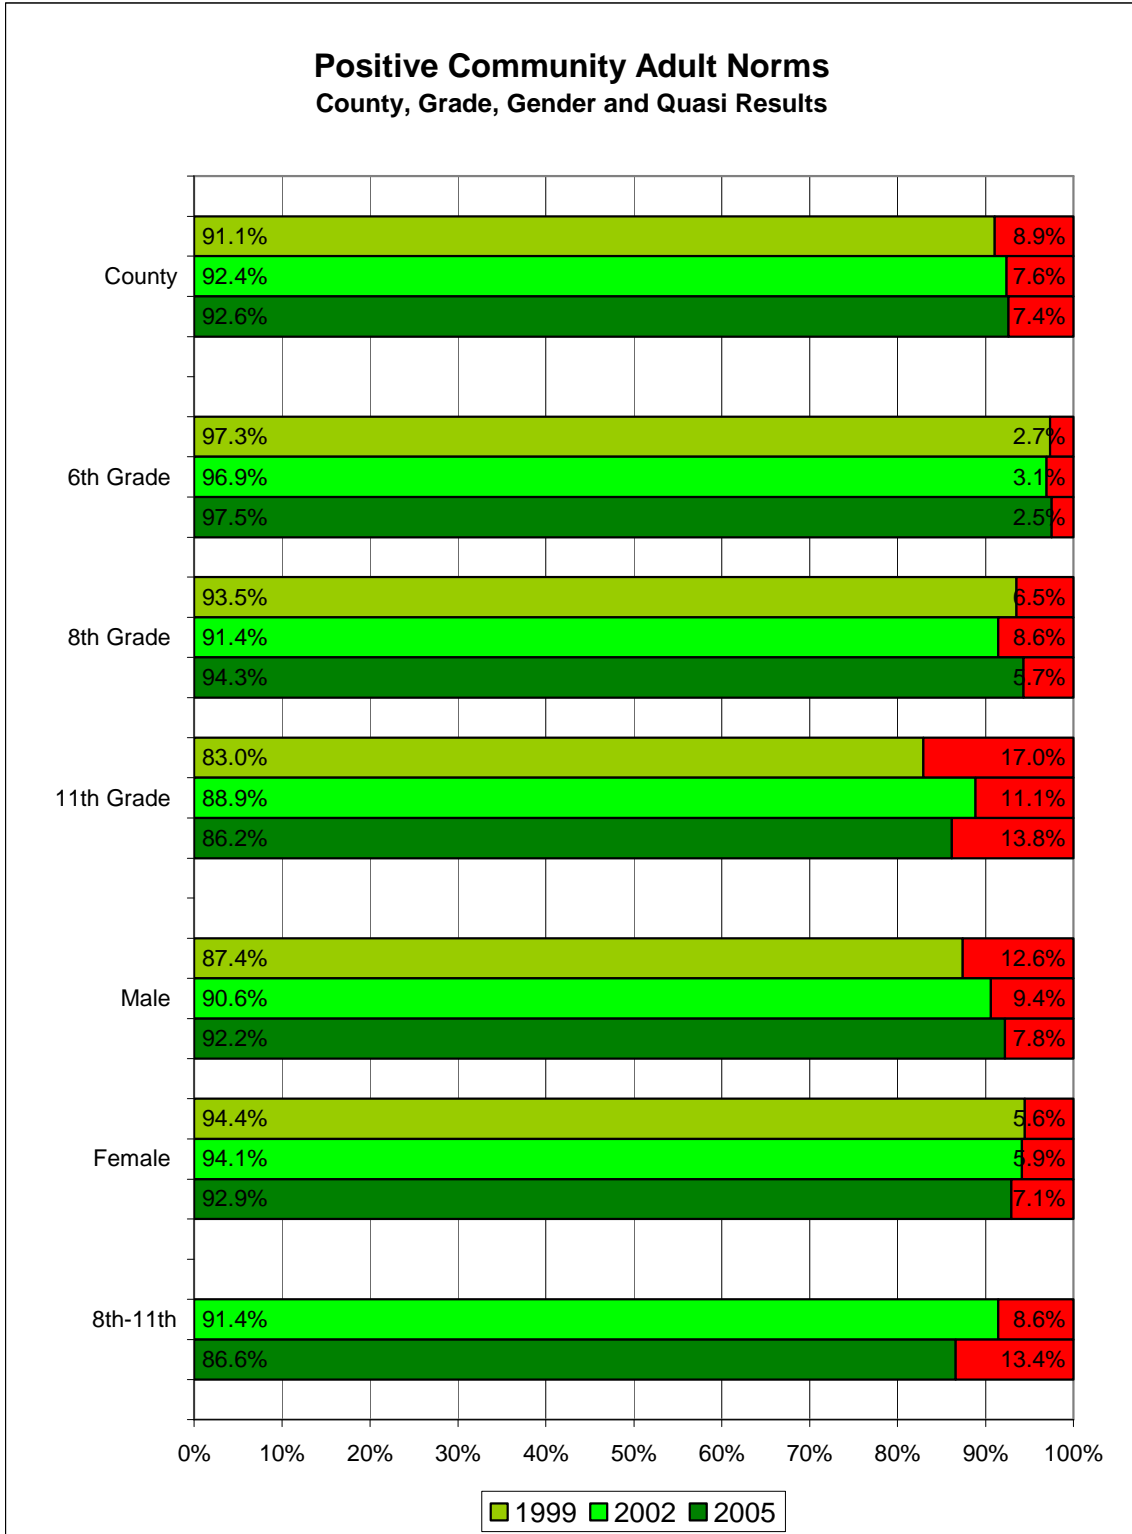 Positive Community Adult Norms
County, Grade, Gender and Quasi Results
91.1% 8.9%
County 92.4% 7.6%
92.6% 7.4%
97.3% 2.7%
6th Grade 96.9% 3.1%
97.5% 2.5%
93.5% 6.5%
8th Grade 91.4% 8.6%
94.3% 5.7%
83.0% 17.0%
11th Grade 88.9% 11.1%
86.2% 13.8%
87.4% 12.6%
Male 90.6% 9.4%
92.2% 7.8%
94.4% 5.6%
Female 94.1% 5.9%
92.9% 7.1%
8th-11th 91.4% 8.6%
86.6% 13.4%
0% 10% 20% 30% 40% 50% 60% 70% 80% 90% 100%
1999 2002 2005